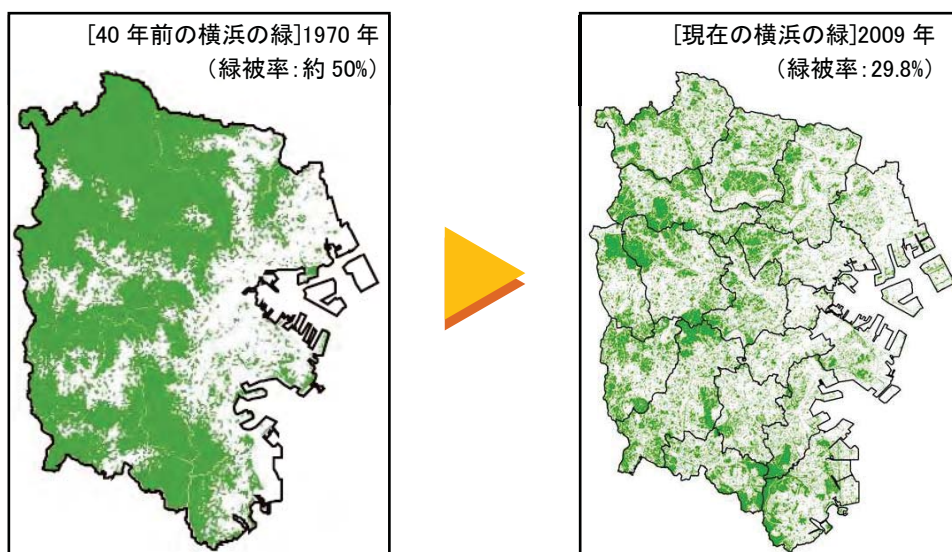 [40 年前の横浜の緑]1970 年
(緑被率:約 50%)
[現在の横浜の緑]2009 年
(緑被率:29.8%)